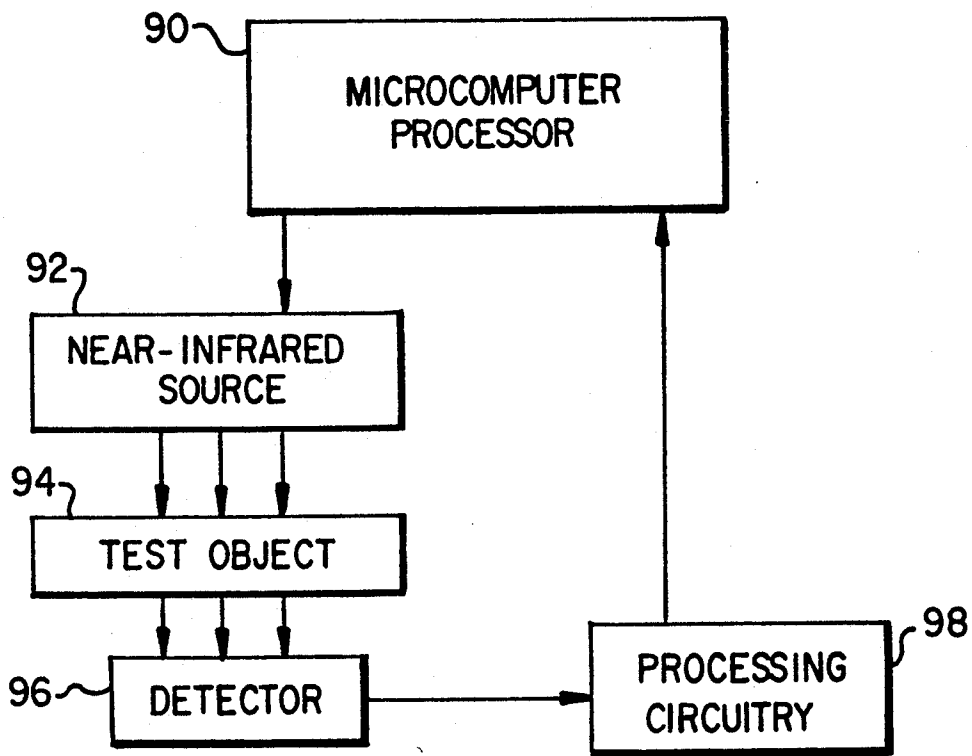 90
MICROCOMPUTER
PROCESSOR
92
NEAR-INFRARED
SOURCE
94
TEST OBJECT
96
DETECTOR
PROCESSING
CIRCUITRY
98